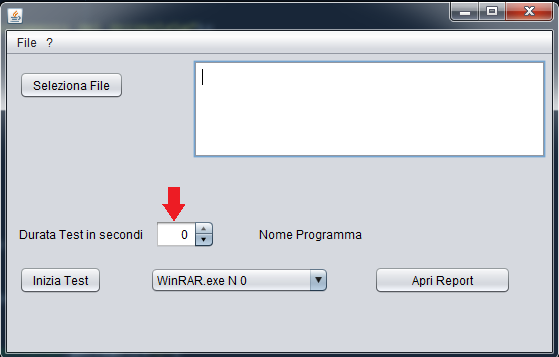 File ?
Seleziona File
Durata Test in secondi 0 Nome Programma
Inizia Test WinRAR.exe N 0 Apri Report